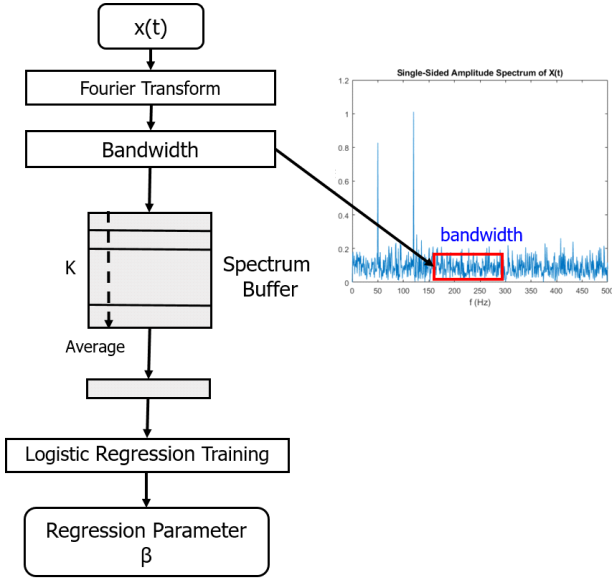 x(t)
Fourier Transform
Bandwidth
K
Spectrum
Buffer
Average
Logistic Regression Training
Regression Parameter
β
Single-Sided Amplitude Spectrum of X(t)
1.2
1
0.8
0.6
0.4
0.2
0
bandwidth
0 50 100 150 200 250 300 350 400 450 500
f (Hz)